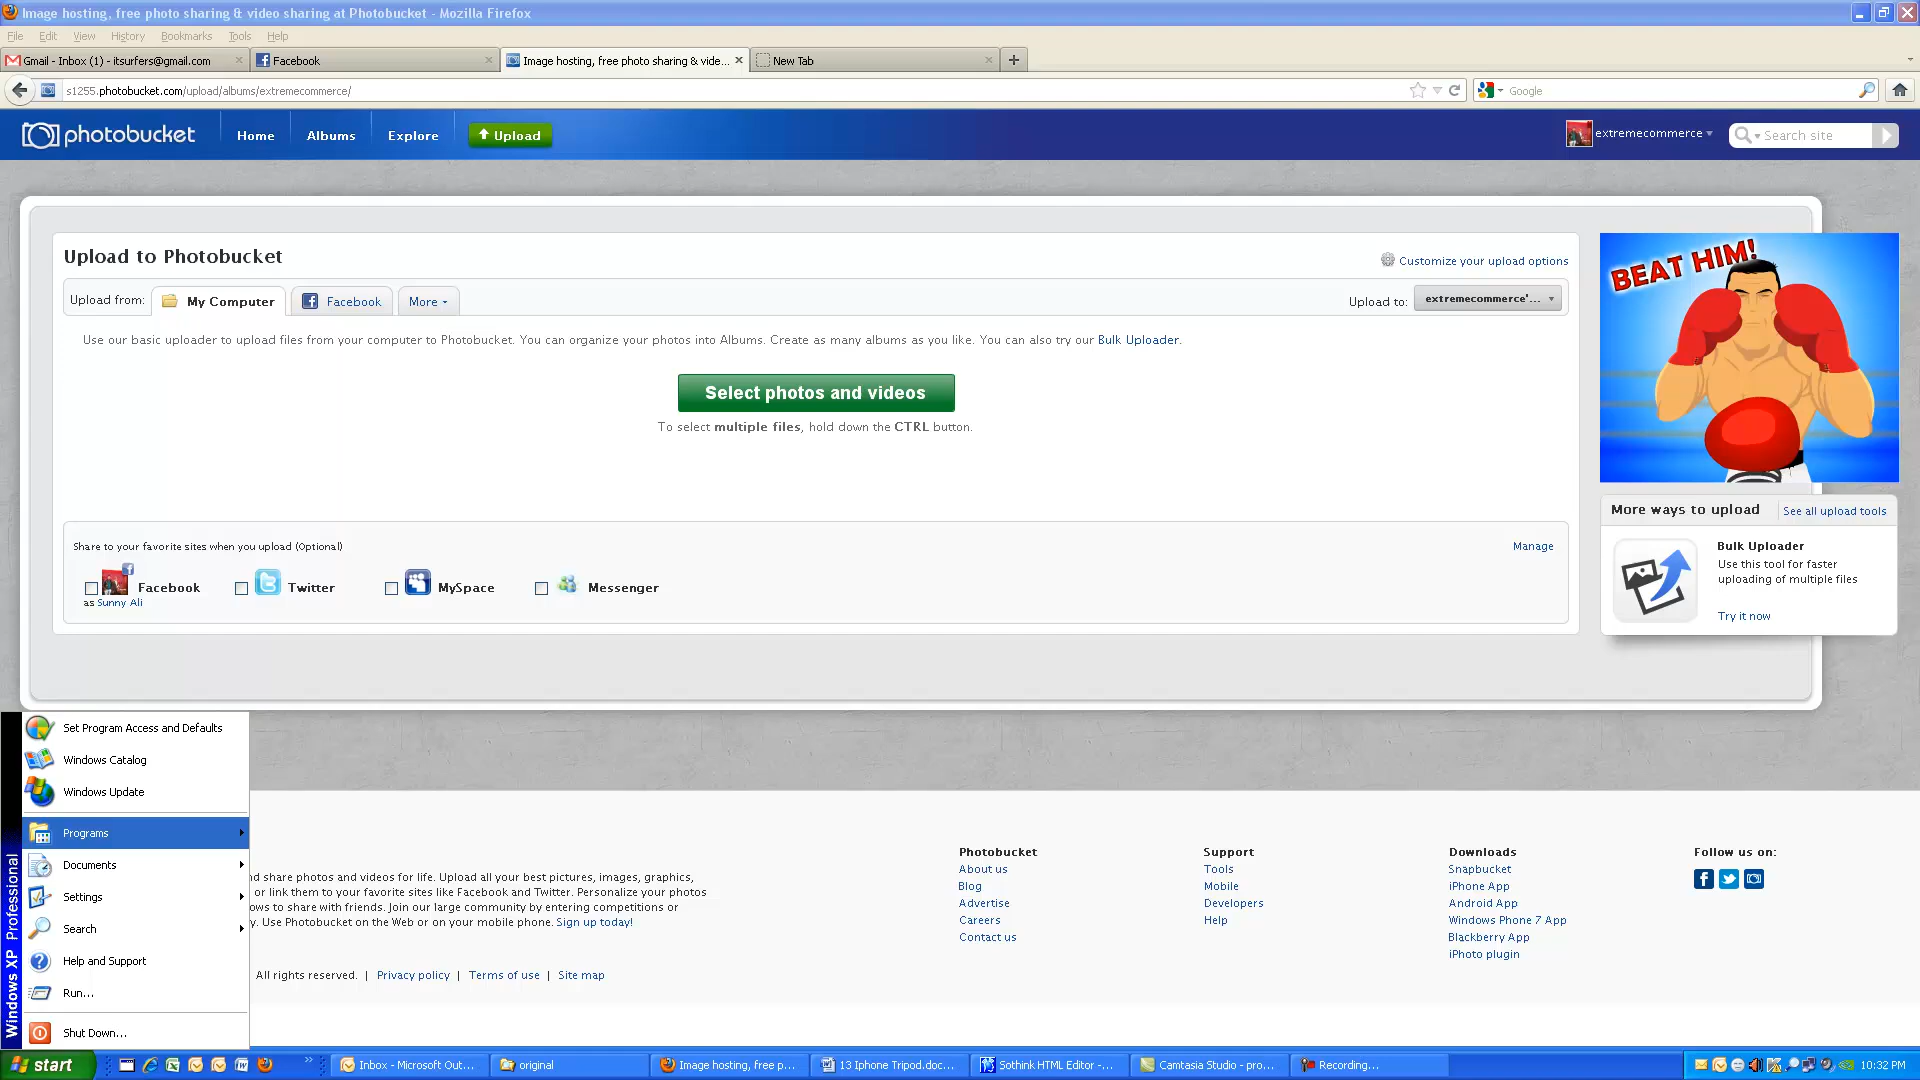 Image hosting, free photo sharing & video sharing at Photobucket - Mozilla Firefox
File Edit View History Bookmarks Tools Help
Gmail - Inbox (1) - itsurfers@gmail.com
Facebook
Image hosting, free photo sharing & vide...
New Tab
s1255.photobucket.com/upload/albums/extremecommerce/
Google
photobucket
Home
Albums
Explore
Upload
extremecommerce
Search site
Upload to Photobucket
Customize your upload options
Upload from:
My Computer
Facebook
More
Upload to:
extremecommerce'...
Use our basic uploader to upload files from your computer to Photobucket. You can organize your photos into Albums. Create as many albums as you like. You can also try our Bulk Uploader.
Select photos and videos
To select multiple files, hold down the CTRL button.
Share to your favorite sites when you upload (Optional)
Manage
Facebook
as Sunny Ali
Twitter
MySpace
Messenger
BEAT HIM!
More ways to upload
See all upload tools
Bulk Uploader
Use this tool for faster
uploading of multiple files
Try it now
Set Program Access and Defaults
Windows Catalog
Windows Update
Programs
Documents
Settings
Search
Help and Support
Run...
Shut Down...
Windows XP Professional
nd share photos and videos for life. Upload all your best pictures, images, graphics,
or link them to your favorite sites like Facebook and Twitter. Personalize your photos
ows to share with friends. Join our large community by entering competitions or
y. Use Photobucket on the Web or on your mobile phone. Sign up today!
All rights reserved. | Privacy policy | Terms of use | Site map
Photobucket
About us
Blog
Advertise
Careers
Contact us
Support
Tools
Mobile
Developers
Help
Downloads
Snapbucket
iPhone App
Android App
Windows Phone 7 App
Blackberry App
iPhoto plugin
Follow us on:
start
Inbox - Microsoft Out...
original
Image hosting, free p...
13 Iphone Tripod.doc...
Sothink HTML Editor -...
Camtasia Studio - pro...
Recording...
10:32 PM